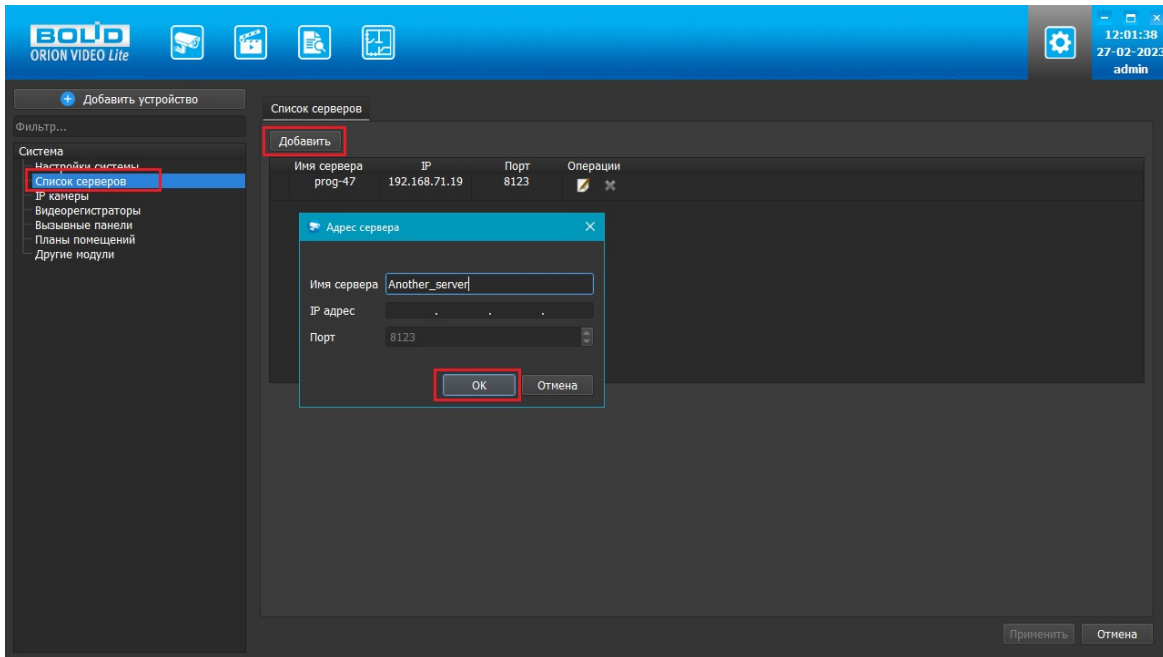 BOLID
ORION VIDEO Lite
12:01:38
27-02-2023
admin
Добавить устройство
Фильтр...
Система
Настройки системы
Список серверов
IP камеры
Видеорегистраторы
Вызывные панели
Планы помещений
Другие модули
Список серверов
Добавить
Имя сервера IP Порт Операции
prog-47 192.168.71.19 8123
Адрес сервера
Имя сервера Another_server
IP адрес . . .
Порт 8123
OK Отмена
Применить Отмена